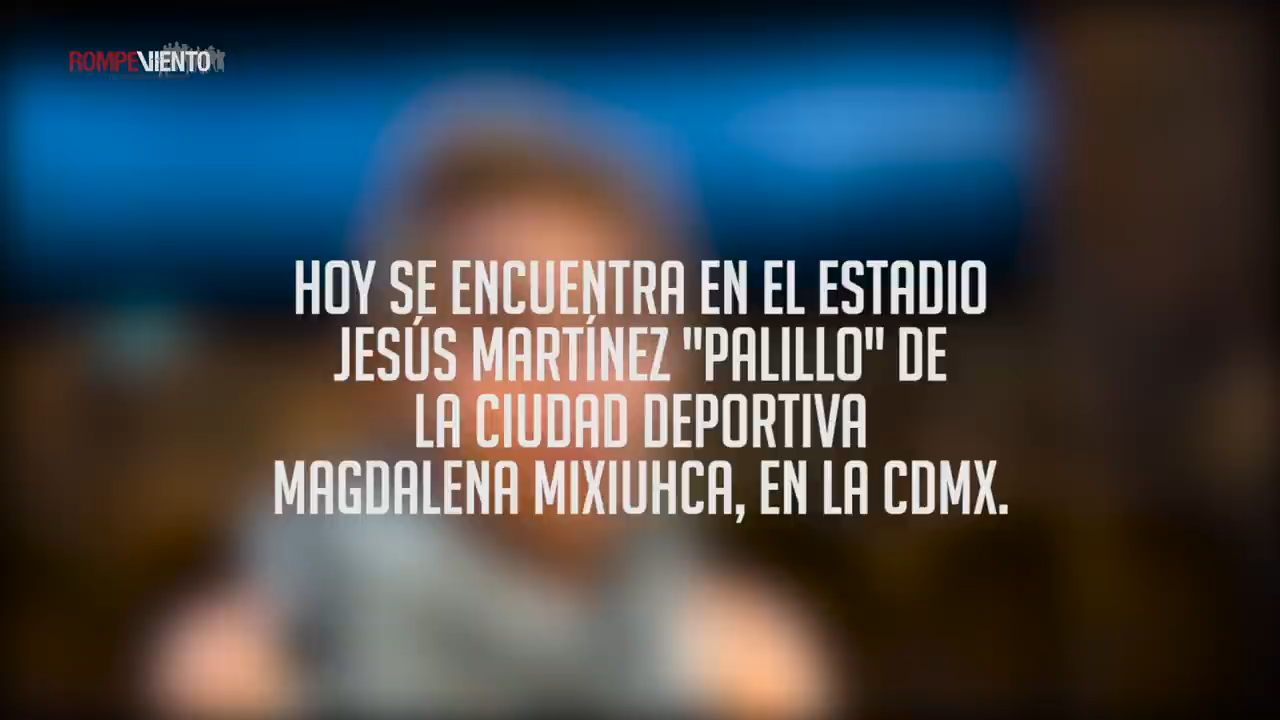 ROMPEVIENTO
HOY SE ENCUENTRA EN EL ESTADIO
JESÚS MARTÍNEZ "PALILLO" DE
LA CIUDAD DEPORTIVA
MAGDALENA MIXIUHCA, EN LA CDMX.